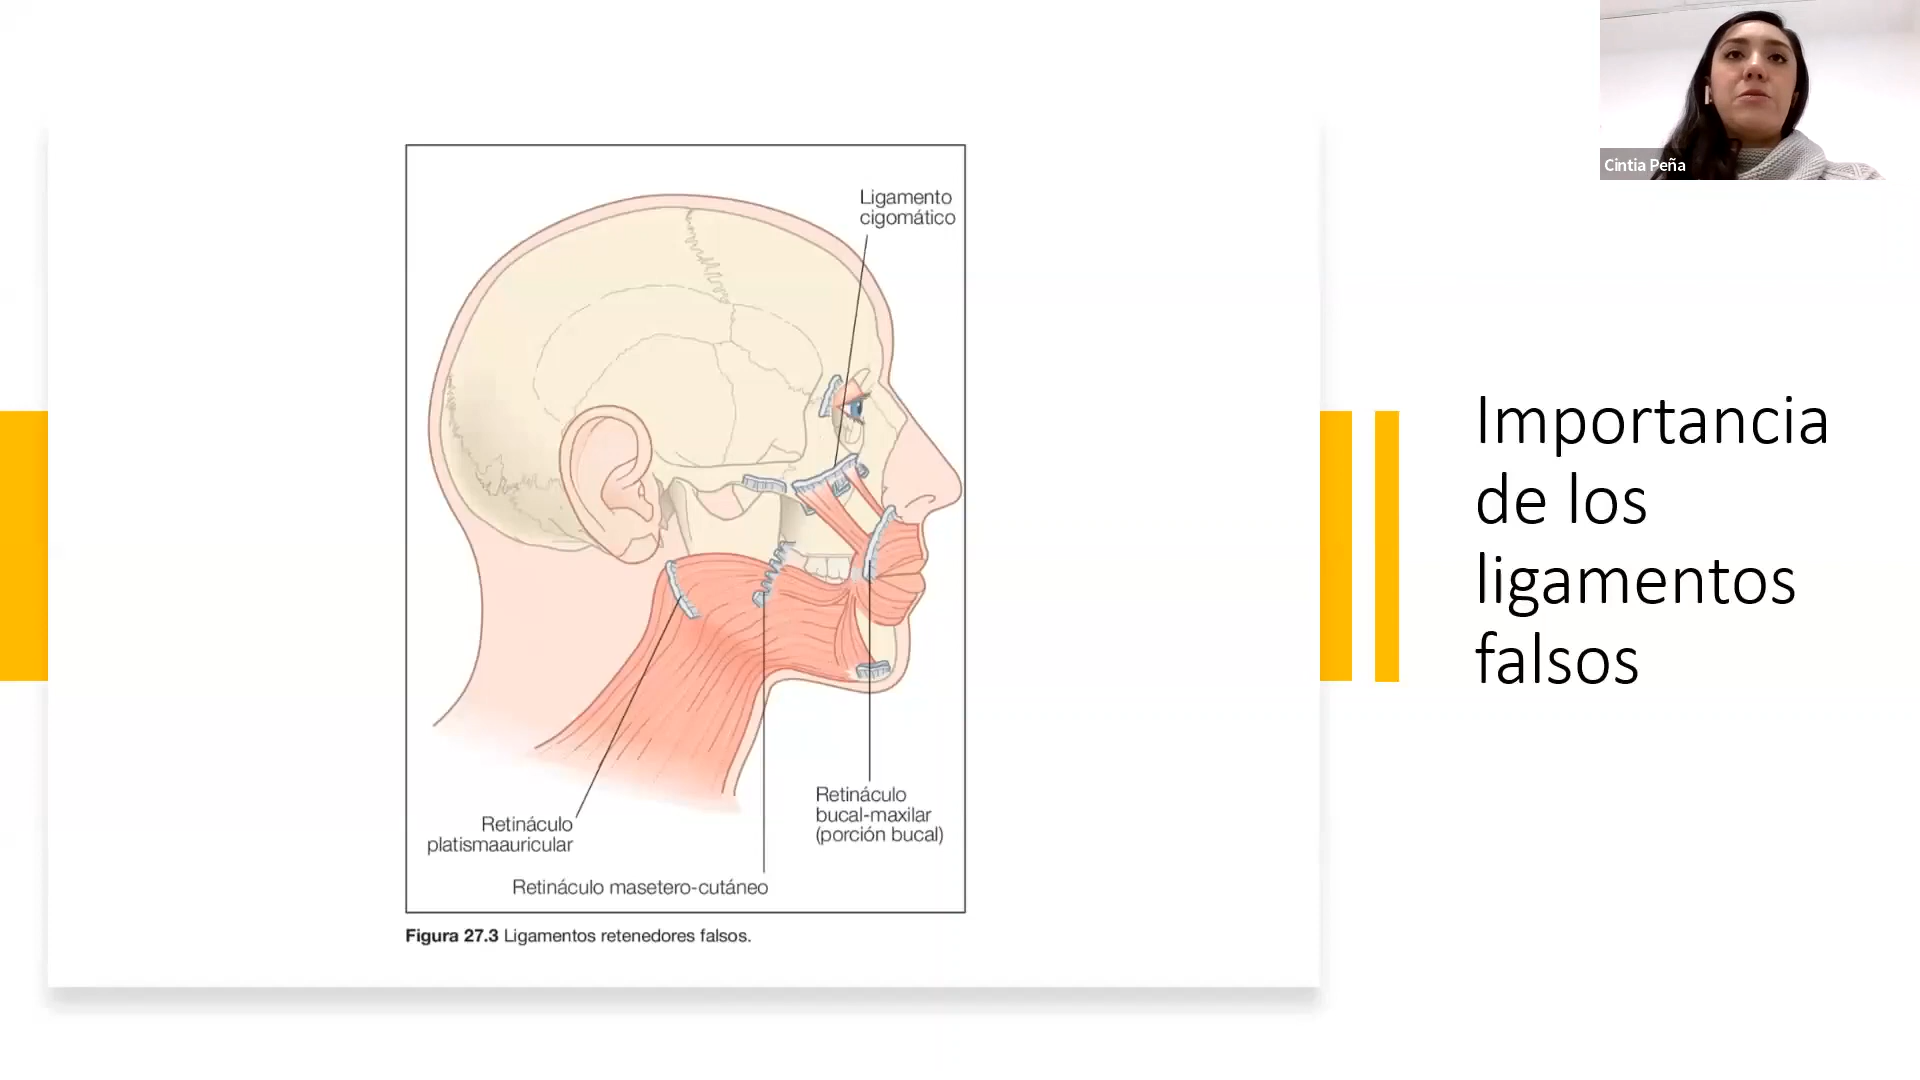 Cintia Peña
Ligamento
cigomático
Retináculo
platismaauricular
Retináculo masetero-cutáneo
Retináculo
bucal-maxilar
(porción bucal)
Figura 27.3 Ligamentos retenedores falsos.
Importancia
de los
ligamentos
falsos